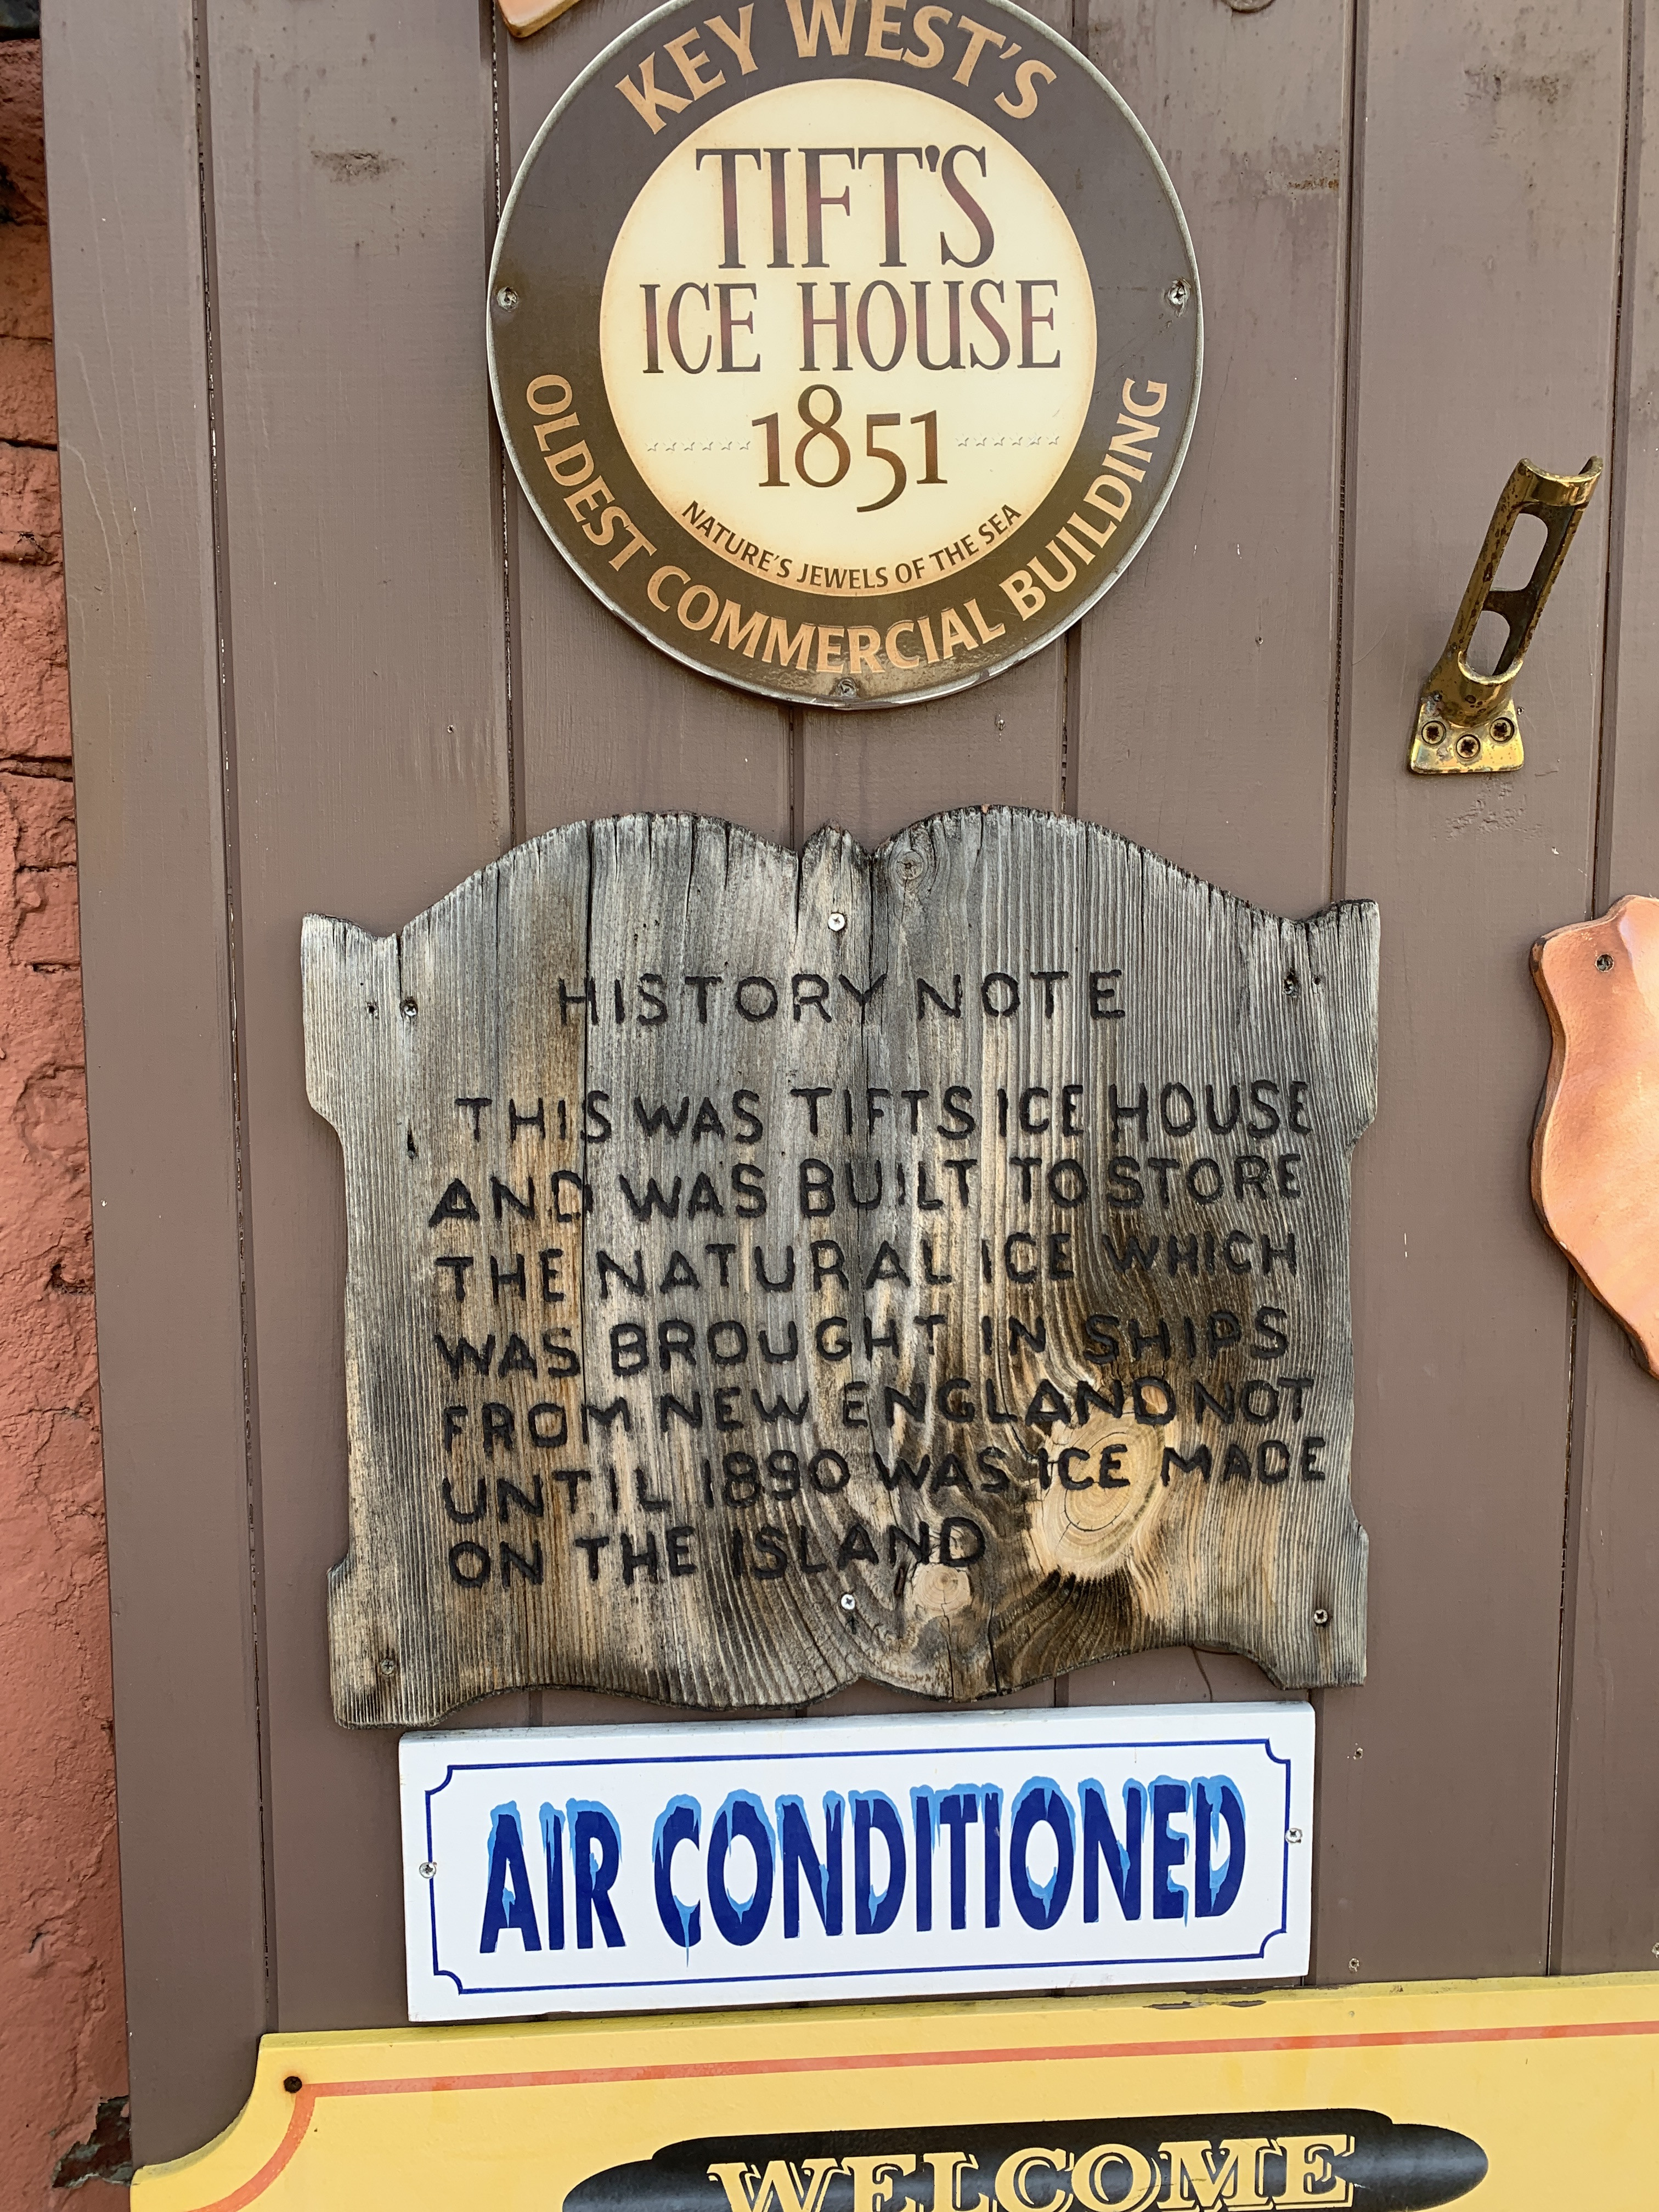 KEY WEST'S
TIFT'S
ICE HOUSE
1851
NATURE'S JEWELS OF THE SEA
OLDEST COMMERCIAL BUILDING
HISTORY NOTE
THIS WAS TIFTS ICE HOUSE
AND WAS BUILT TO STORE
THE NATURAL ICE WHICH
WAS BROUGHT IN SHIPS
FROM NEW ENGLAND NOT
UNTIL 1890 WAS ICE MADE
ON THE ISLAND
AIR CONDITIONED
WELCOME